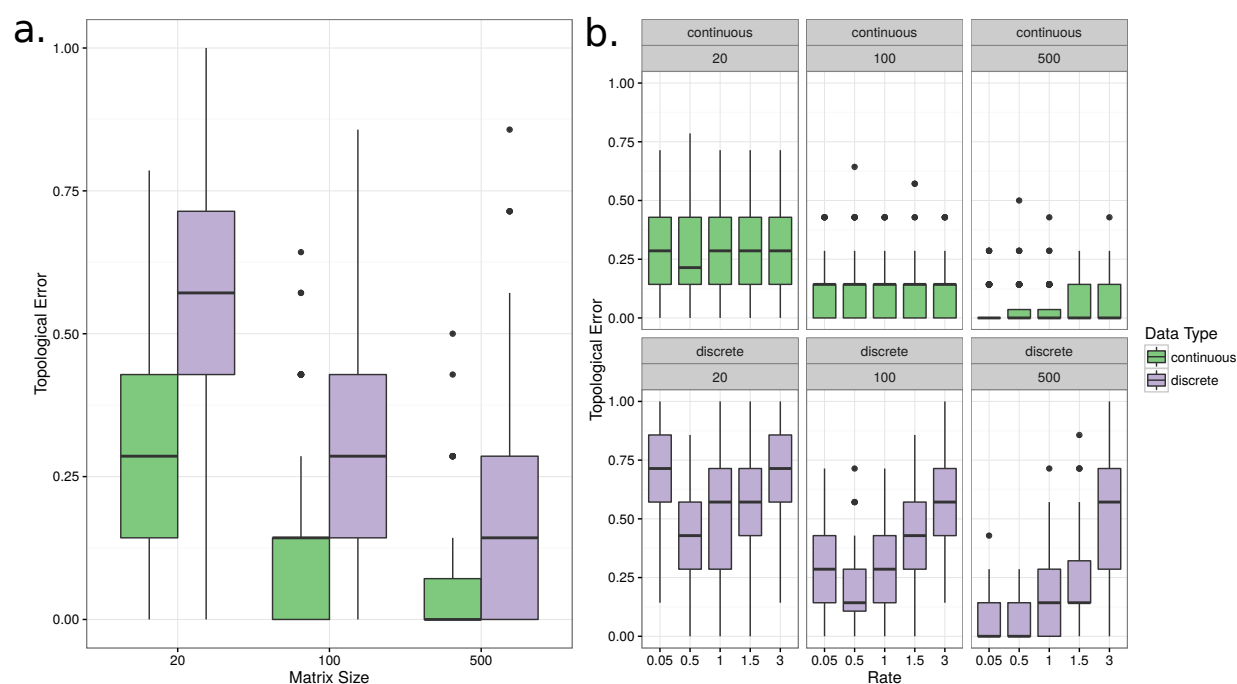 a.
1.00
0.75
0.50
0.25
0.00
Topological Error
20 100 500
Matrix Size
b.
continuous continuous continuous
20 100 500
1.00
0.75
0.50
0.25
0.00
Topological Error
discrete discrete discrete
20 100 500
1.00
0.75
0.50
0.25
0.00
0.05 0.5 1 1.5 3 0.05 0.5 1 1.5 3 0.05 0.5 1 1.5 3
Rate
Data Type
continuous
discrete